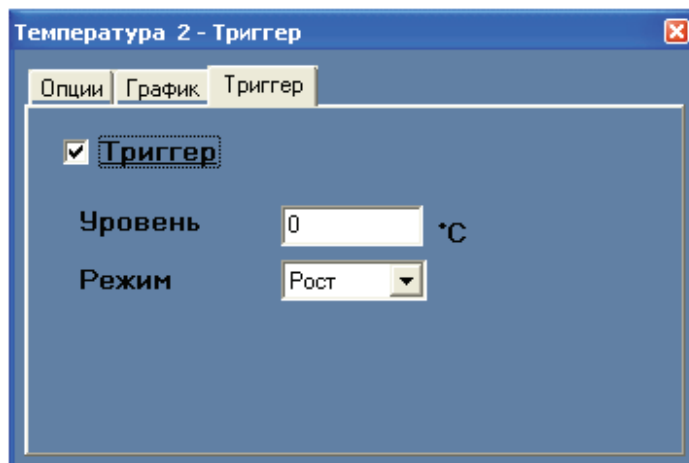 Температура 2 - Триггер
Опции График Триггер
Триггер
Уровень 0 °C
Режим Рост